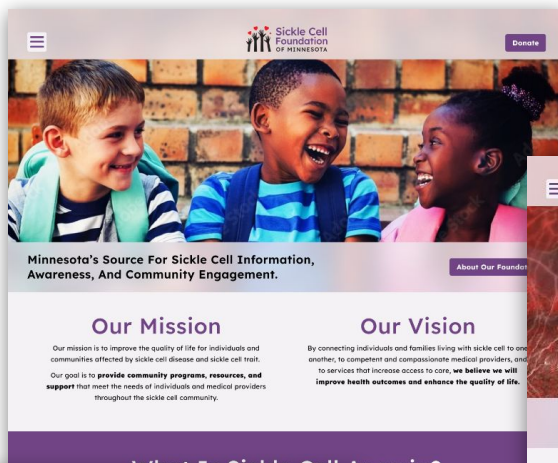 Sickle Cell
Foundation
OF MINNESOTA
Donate
Minnesota's Source For Sickle Cell Information,
Awareness, And Community Engagement.
About Our
Our Mission
Our mission is to improve the quality of life for individuals and
communities affected by sickle cell disease and sickle cell trait.
Our goal is to provide community programs, resources, and
support that meet the needs of individuals and medical providers
throughout the sickle cell community.
Our Vision
By connecting individuals and families living with sickle cell to one
another, to competent and compassionate medical providers, and
to services that increase access to care, we believe we will
improve health outcomes and enhance the quality of life.